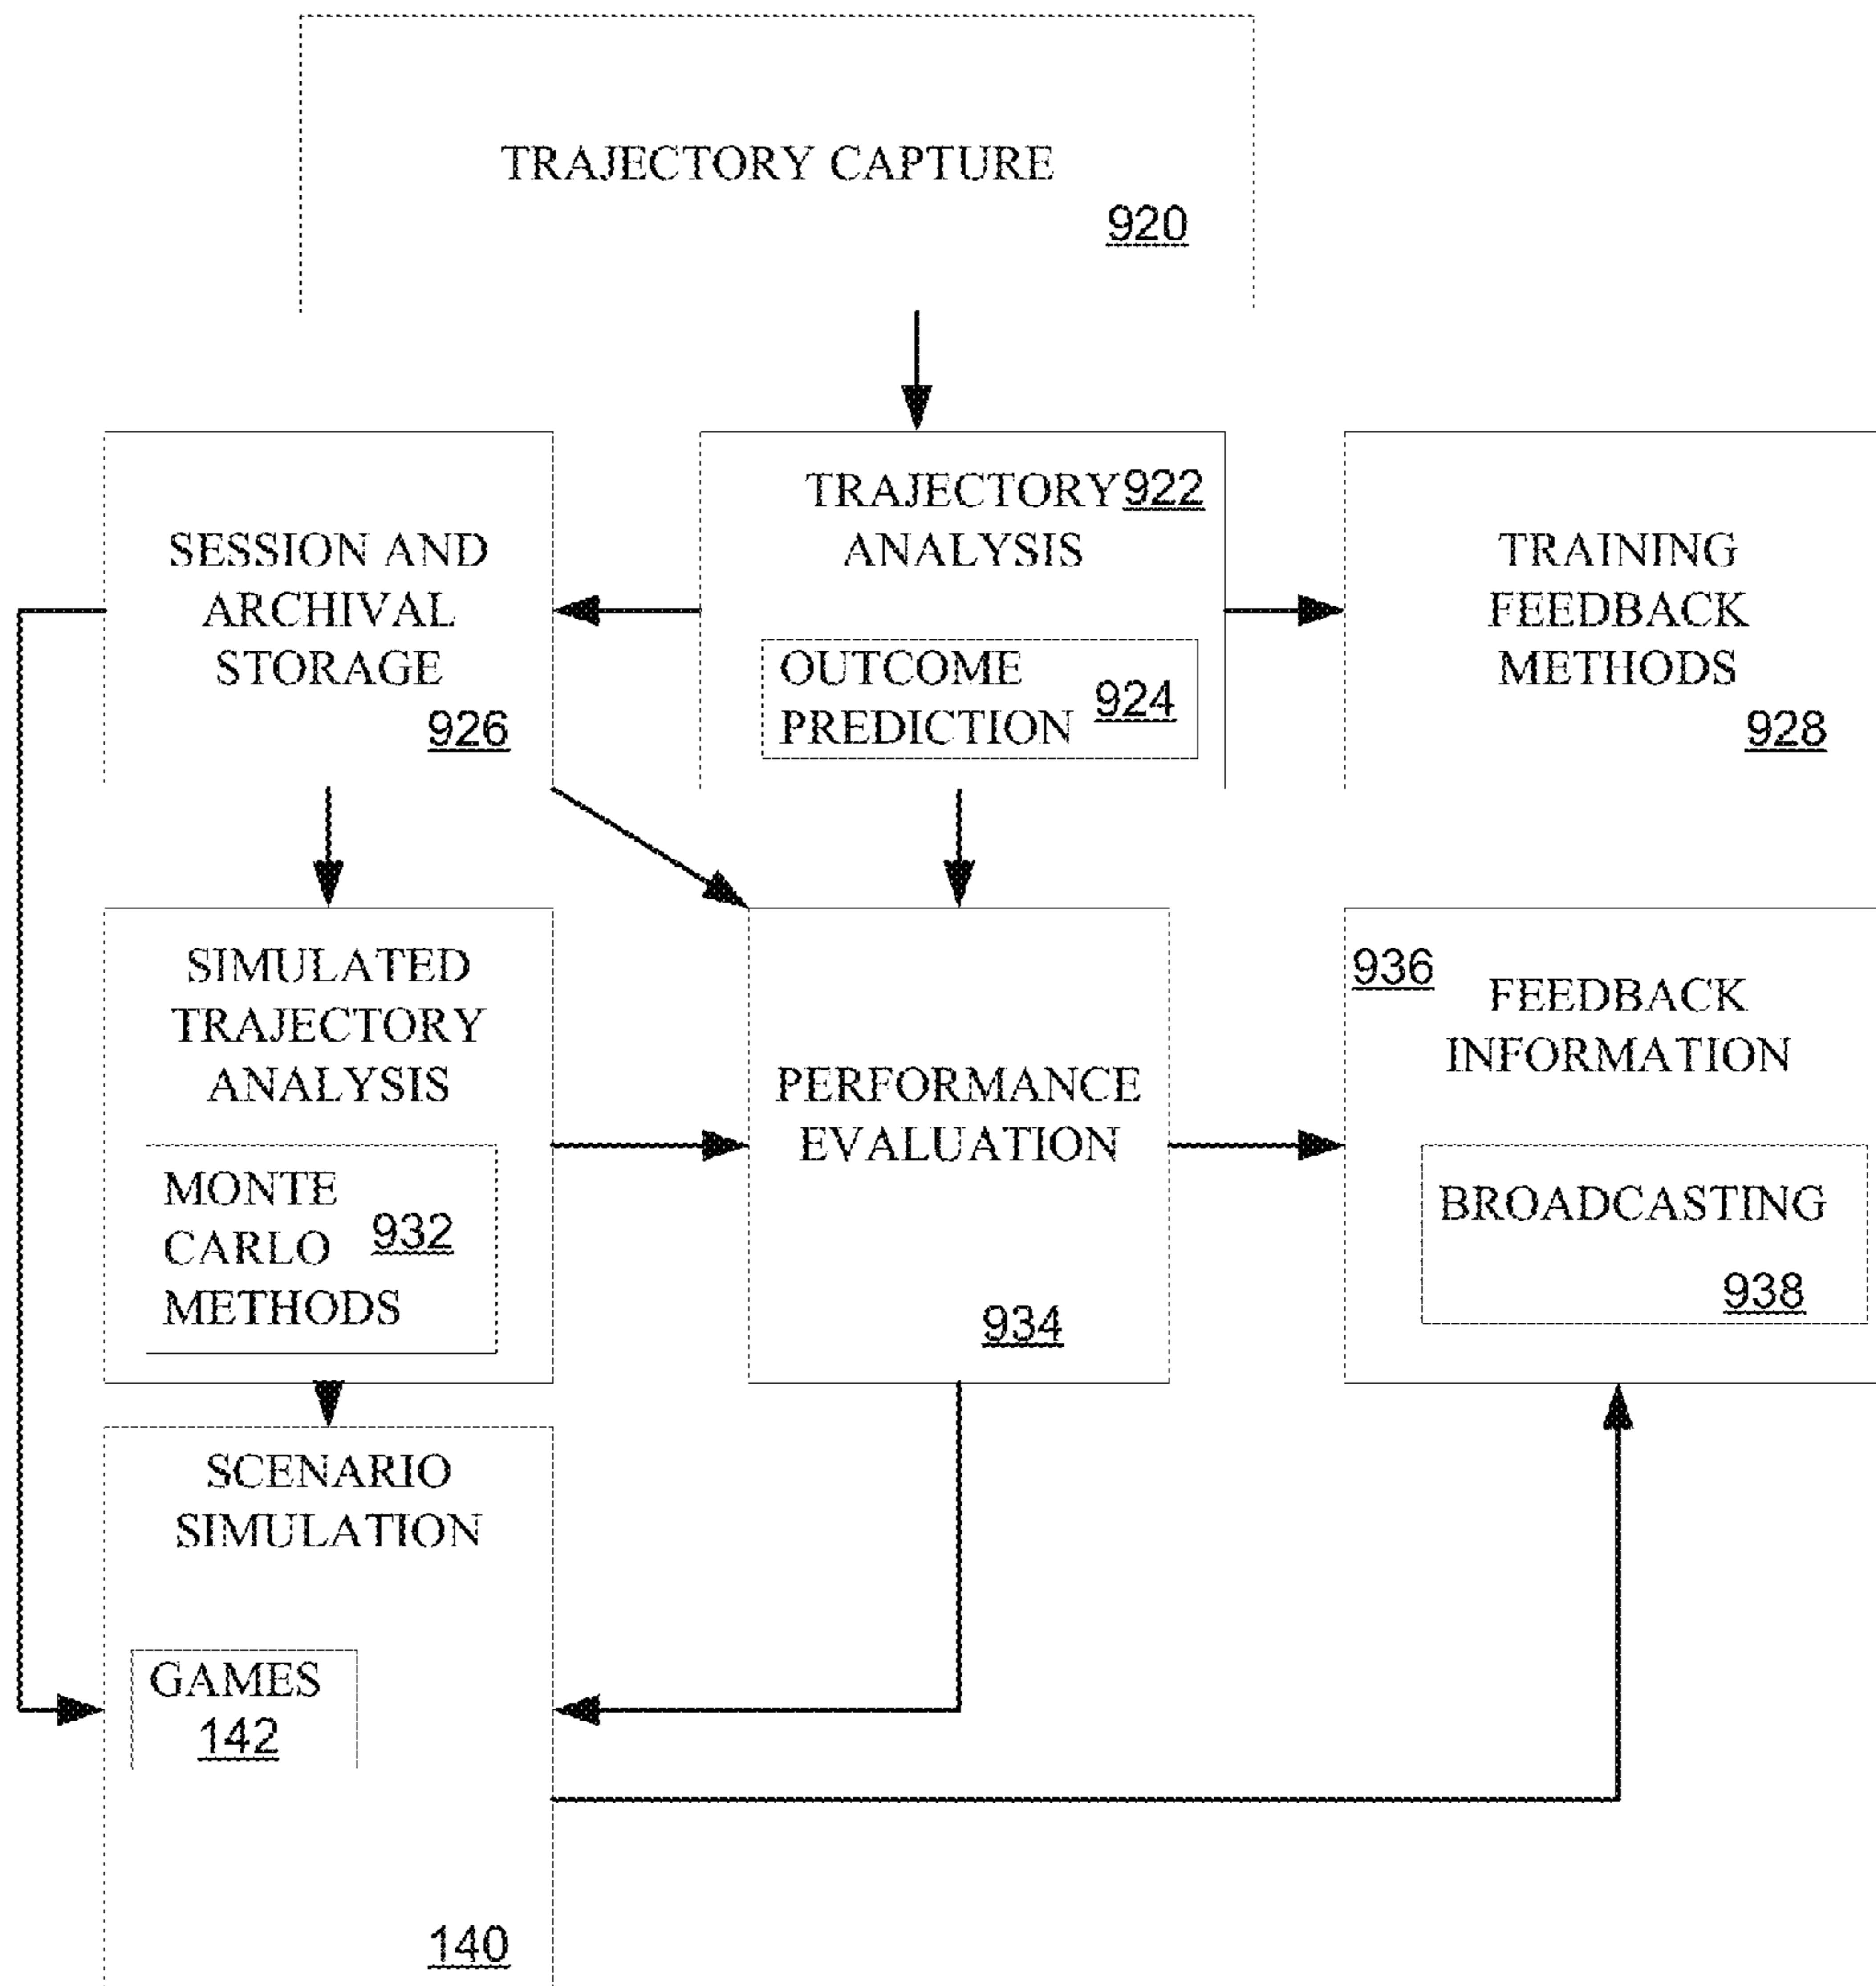 TRAJECTORY CAPTURE
920
SESSION AND
ARCHIVAL
STORAGE
926
TRAJECTORY 922
ANALYSIS
OUTCOME
PREDICTION
924
TRAINING
FEEDBACK
METHODS
928
SIMULATED
TRAJECTORY
ANALYSIS
MONTE
CARLO
METHODS
932
PERFORMANCE
EVALUATION
934
936
FEEDBACK
INFORMATION
BROADCASTING
938
SCENARIO
SIMULATION
GAMES
142
140